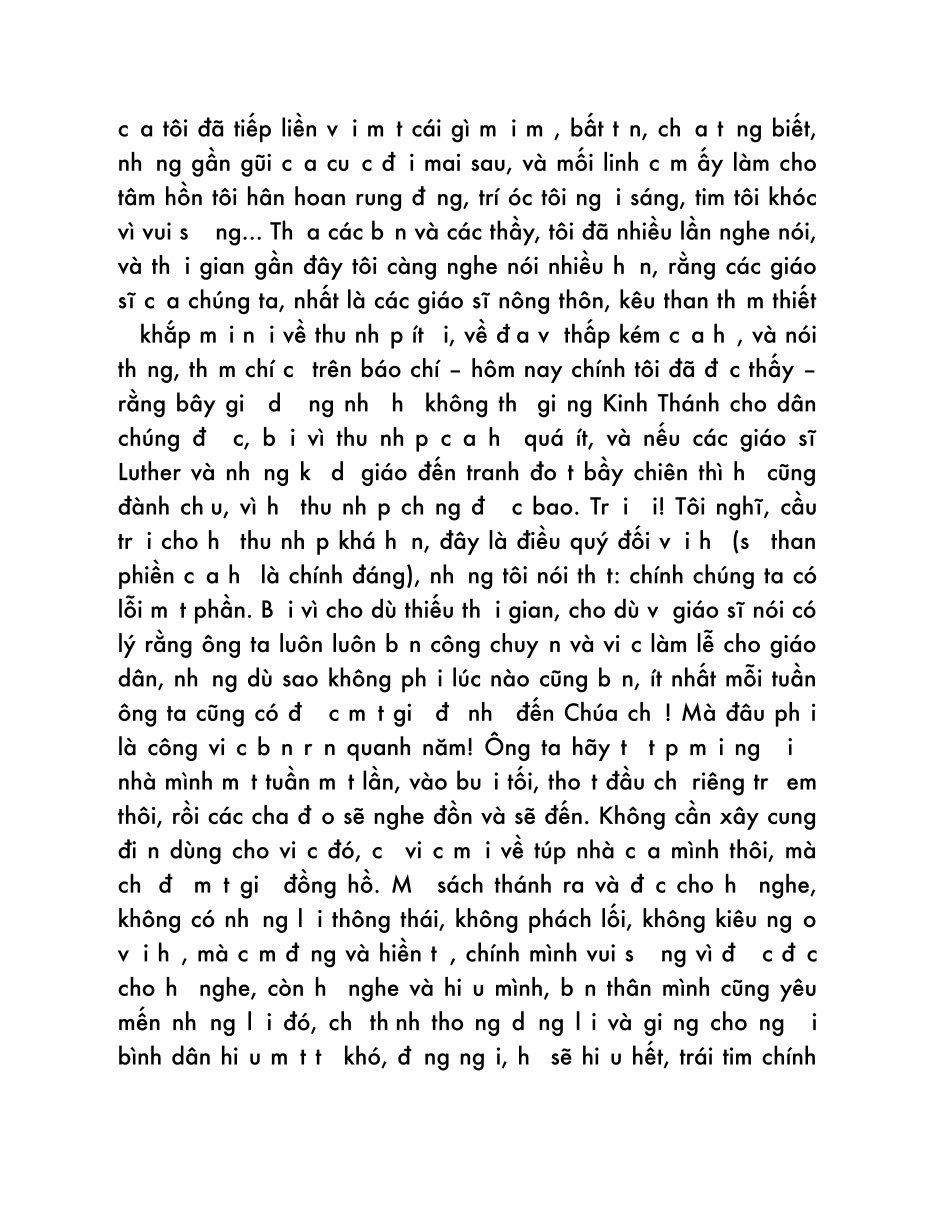 c a tôi đã tiếp liền v i m t cái gì m i m , bất t n, ch a t ng biết,
nh ng gần gũi c a cu c đ i mai sau, và mối linh c m ấy làm cho
tâm hồn tôi hân hoan rung đ ng, trí óc tôi ng i sáng, tim tôi khóc
vì vui s ng... Th a các b n và các thầy, tôi đã nhiều lần nghe nói,
và th i gian gần đây tôi càng nghe nói nhiều h n, rằng các giáo
sĩ c a chúng ta, nhất là các giáo sĩ nông thôn, kêu than th m thiết
khắp m i n i về thu nh p ít i, về đ a v thấp kém c a h , và nói
th ng, th m chí c trên báo chí – hôm nay chính tôi đã đ c thấy –
rằng bây gi d ng nh h không th gi ng Kinh Thánh cho dân
chúng đ c, b i vì thu nh p c a h quá ít, và nếu các giáo sĩ
Luther và nh ng k d giáo đến tranh đo t bầy chiên thì h cũng
đành ch u, vì h thu nh p ch ng đ c bao. Tr i i! Tôi nghĩ, cầu
tr i cho h thu nh p khá h n, đây là điều quý đối v i h (s than
phiền c a h là chính đáng), nh ng tôi nói th t: chính chúng ta có
lỗi m t phần. B i vì cho dù thiếu th i gian, cho dù v giáo sĩ nói có
lý rằng ông ta luôn luôn b n công chuy n và vi c làm lễ cho giáo
dân, nh ng dù sao không ph i lúc nào cũng b n, ít nhất mỗi tuần
ông ta cũng có đ c m t gi đ nh đến Chúa ch ! Mà đâu ph i
là công vi c b n r n quanh năm! Ông ta hãy t t p m i ng i
nhà mình m t tuần m t lần, vào bu i tối, tho t đầu ch riêng tr em
thôi, rồi các cha đ o sẽ nghe đồn và sẽ đến. Không cần xây cung
đi n dùng cho vi c đó, c vi c m i về túp nhà c a mình thôi, mà
ch đ m t gi đồng hồ. M sách thánh ra và đ c cho h nghe,
không có nh ng l i thông thái, không phách lối, không kiêu ng o
v i h , mà c m đ ng và hiền t , chính mình vui s ng vì đ c đ c
cho h nghe, còn h nghe và hi u mình, b n thân mình cũng yêu
mến nh ng l i đó, ch th nh tho ng d ng l i và gi ng cho ng i
bình dân hi u m t t khó, đ ng ng i, h sẽ hi u hết, trái tim chính